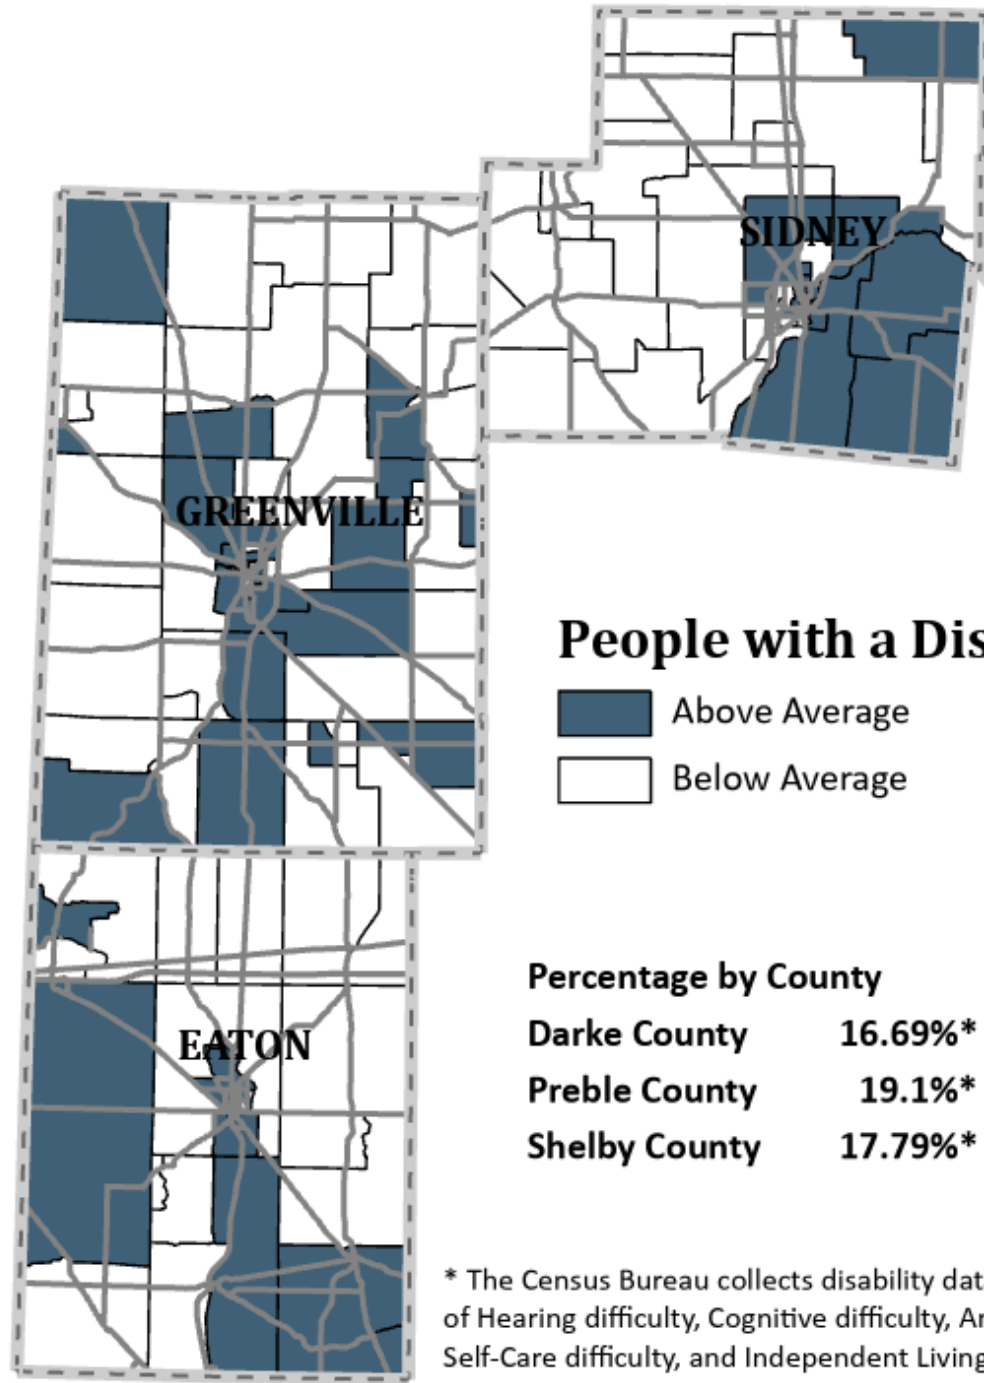 SIDNEY
GREENVILLE
People with a Dis
Above Average
Below Average
EATON
Percentage by County
Darke County 16.69%*
Preble County 19.1%*
Shelby County 17.79%*
* The Census Bureau collects disability dat
of Hearing difficulty, Cognitive difficulty, A
Self-Care difficulty, and Independent Living